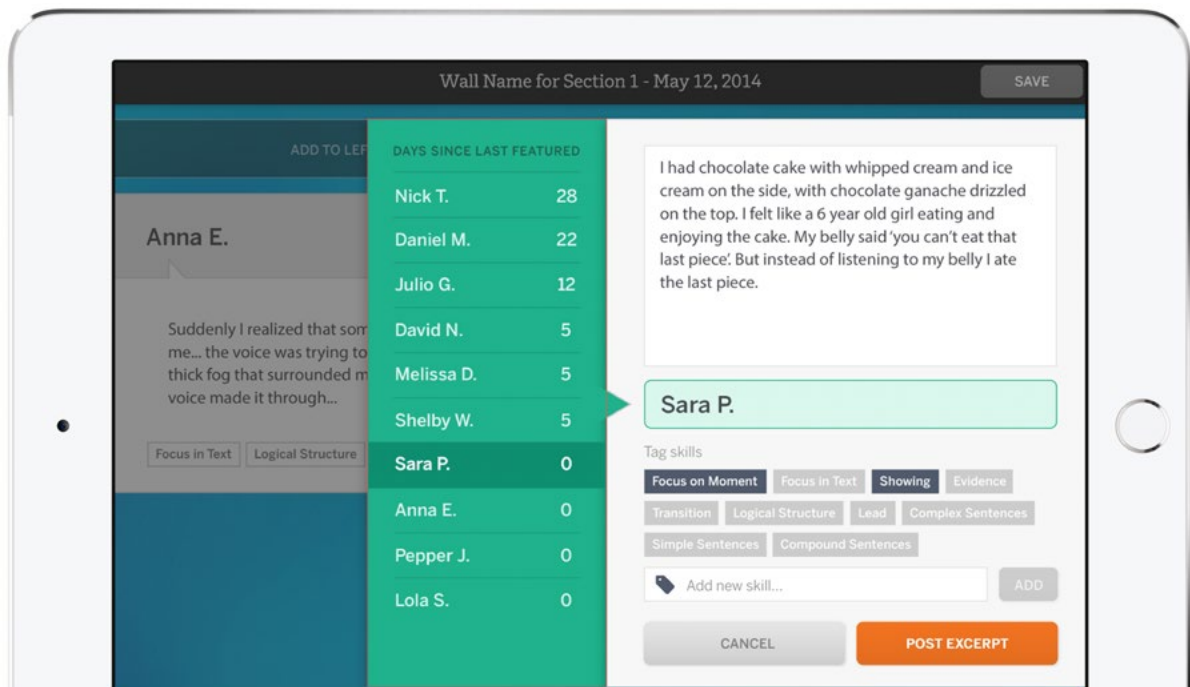 Wall Name for Section 1 - May 12, 2014
SAVE
ADD TO LEF
Anna E.
Suddenly I realized that som
me... the voice was trying to
thick fog that surrounded m
voice made it through...
Focus in Text
Logical Structure
DAYS SINCE LAST FEATURED
Nick T. 28
Daniel M. 22
Julio G. 12
David N. 5
Melissa D. 5
Shelby W. 5
Sara P. 0
Anna E. 0
Pepper J. 0
Lola S. 0
I had chocolate cake with whipped cream and ice
cream on the side, with chocolate ganache drizzled
on the top. I felt like a 6 year old girl eating and
enjoying the cake. My belly said ‘you can’t eat that
last piece’. But instead of listening to my belly I ate
the last piece.
Sara P.
Tag skills
Focus on Moment Focus in Text Showing Evidence
Transition Logical Structure Lead Complex Sentences
Simple Sentences Compound Sentences
Add new skill...
ADD
CANCEL
POST EXCERPT